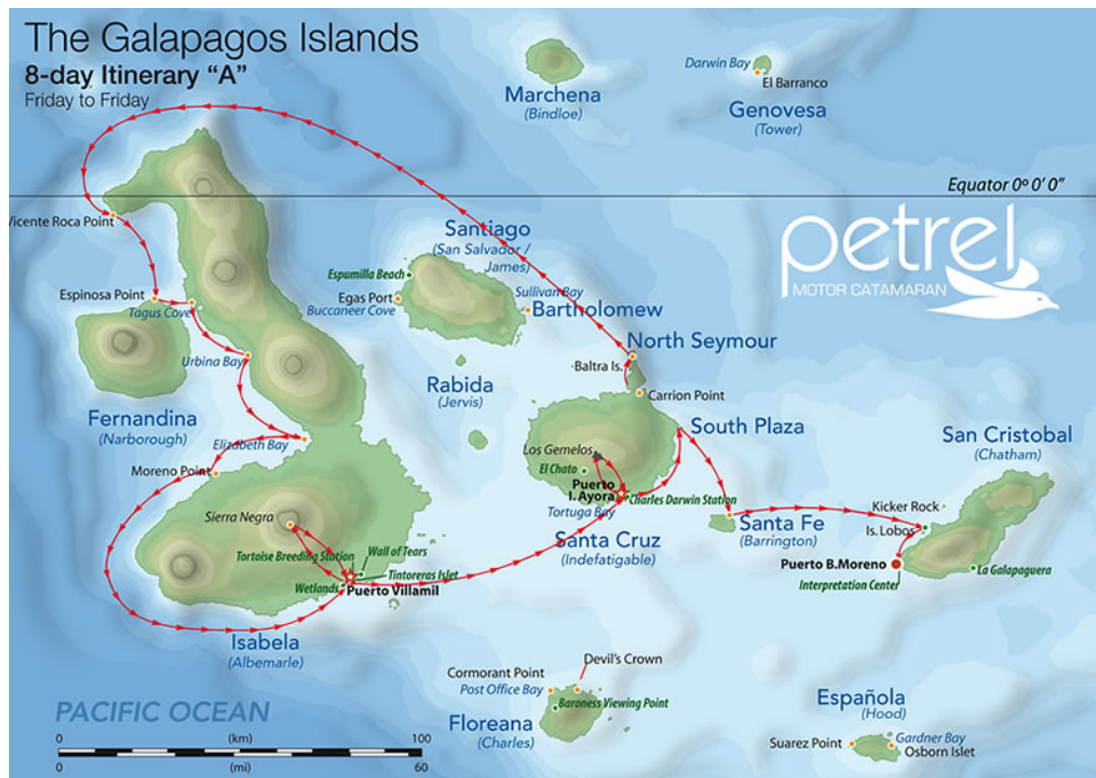 The Galapagos Islands
8-day Itinerary "A"
Friday to Friday
Marchena
(Bindloe)
Darwin Bay
El Barranco
Genovesa
(Tower)
Equator 0º 0' 0"
petrel
MOTOR CATAMARAN
Vicente Roca Point
Santiago
(San Salvador /
James)
Espumilla Beach
Egas Port
Buccaneer Cove
Sullivan Bay
Bartholomew
Espinosa Point
Tagus Cove
Urbina Bay
North Seymour
Baltra Is.
Carrion Point
Rabida
(Jervis)
Fernandina
(Narborough)
Elizabeth Bay
Moreno Point
South Plaza
Los Gemelos
El Chato
Puerto
I. Ayora
Charles Darwin Station
Tortuga Bay
Santa Cruz
(Indefatigable)
San Cristobal
(Chatham)
Kicker Rock
Is. Lobos
Santa Fe
(Barrington)
Puerto B.Moreno
Interpretation Center
La Galapaguera
Sierra Negra
Tortoise Breeding Station
Wall of Tears
Tintoreras Islet
Wetlands
Puerto Villamil
Isabela
(Albemarle)
Devil's Crown
Cormorant Point
Post Office Bay
Baroness Viewing Point
Floreana
(Charles)
Española
(Hood)
Suarez Point
Gardner Bay
Osborn Islet
PACIFIC OCEAN
0 (km) 100
0 (mi) 60